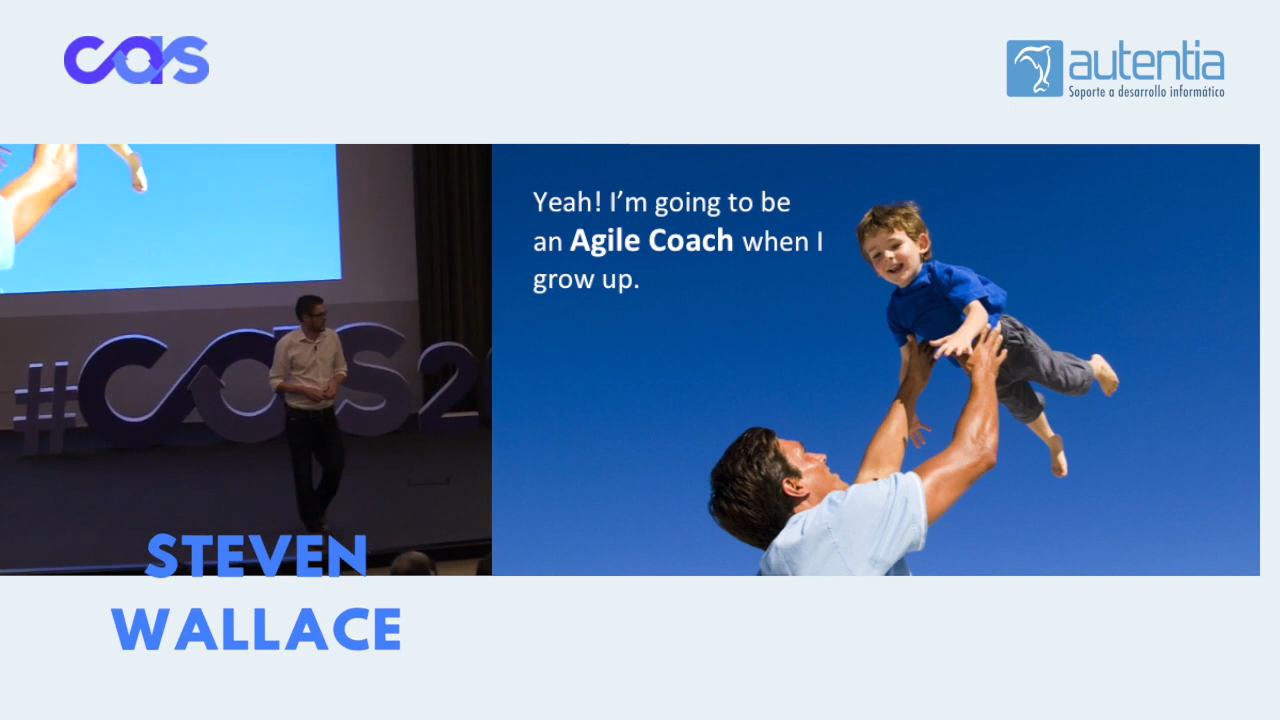 cas
autentia
Soporte a desarrollo informático
Yeah! I’m going to be
an Agile Coach when I
grow up.
#cas2
STEVEN
WALLACE